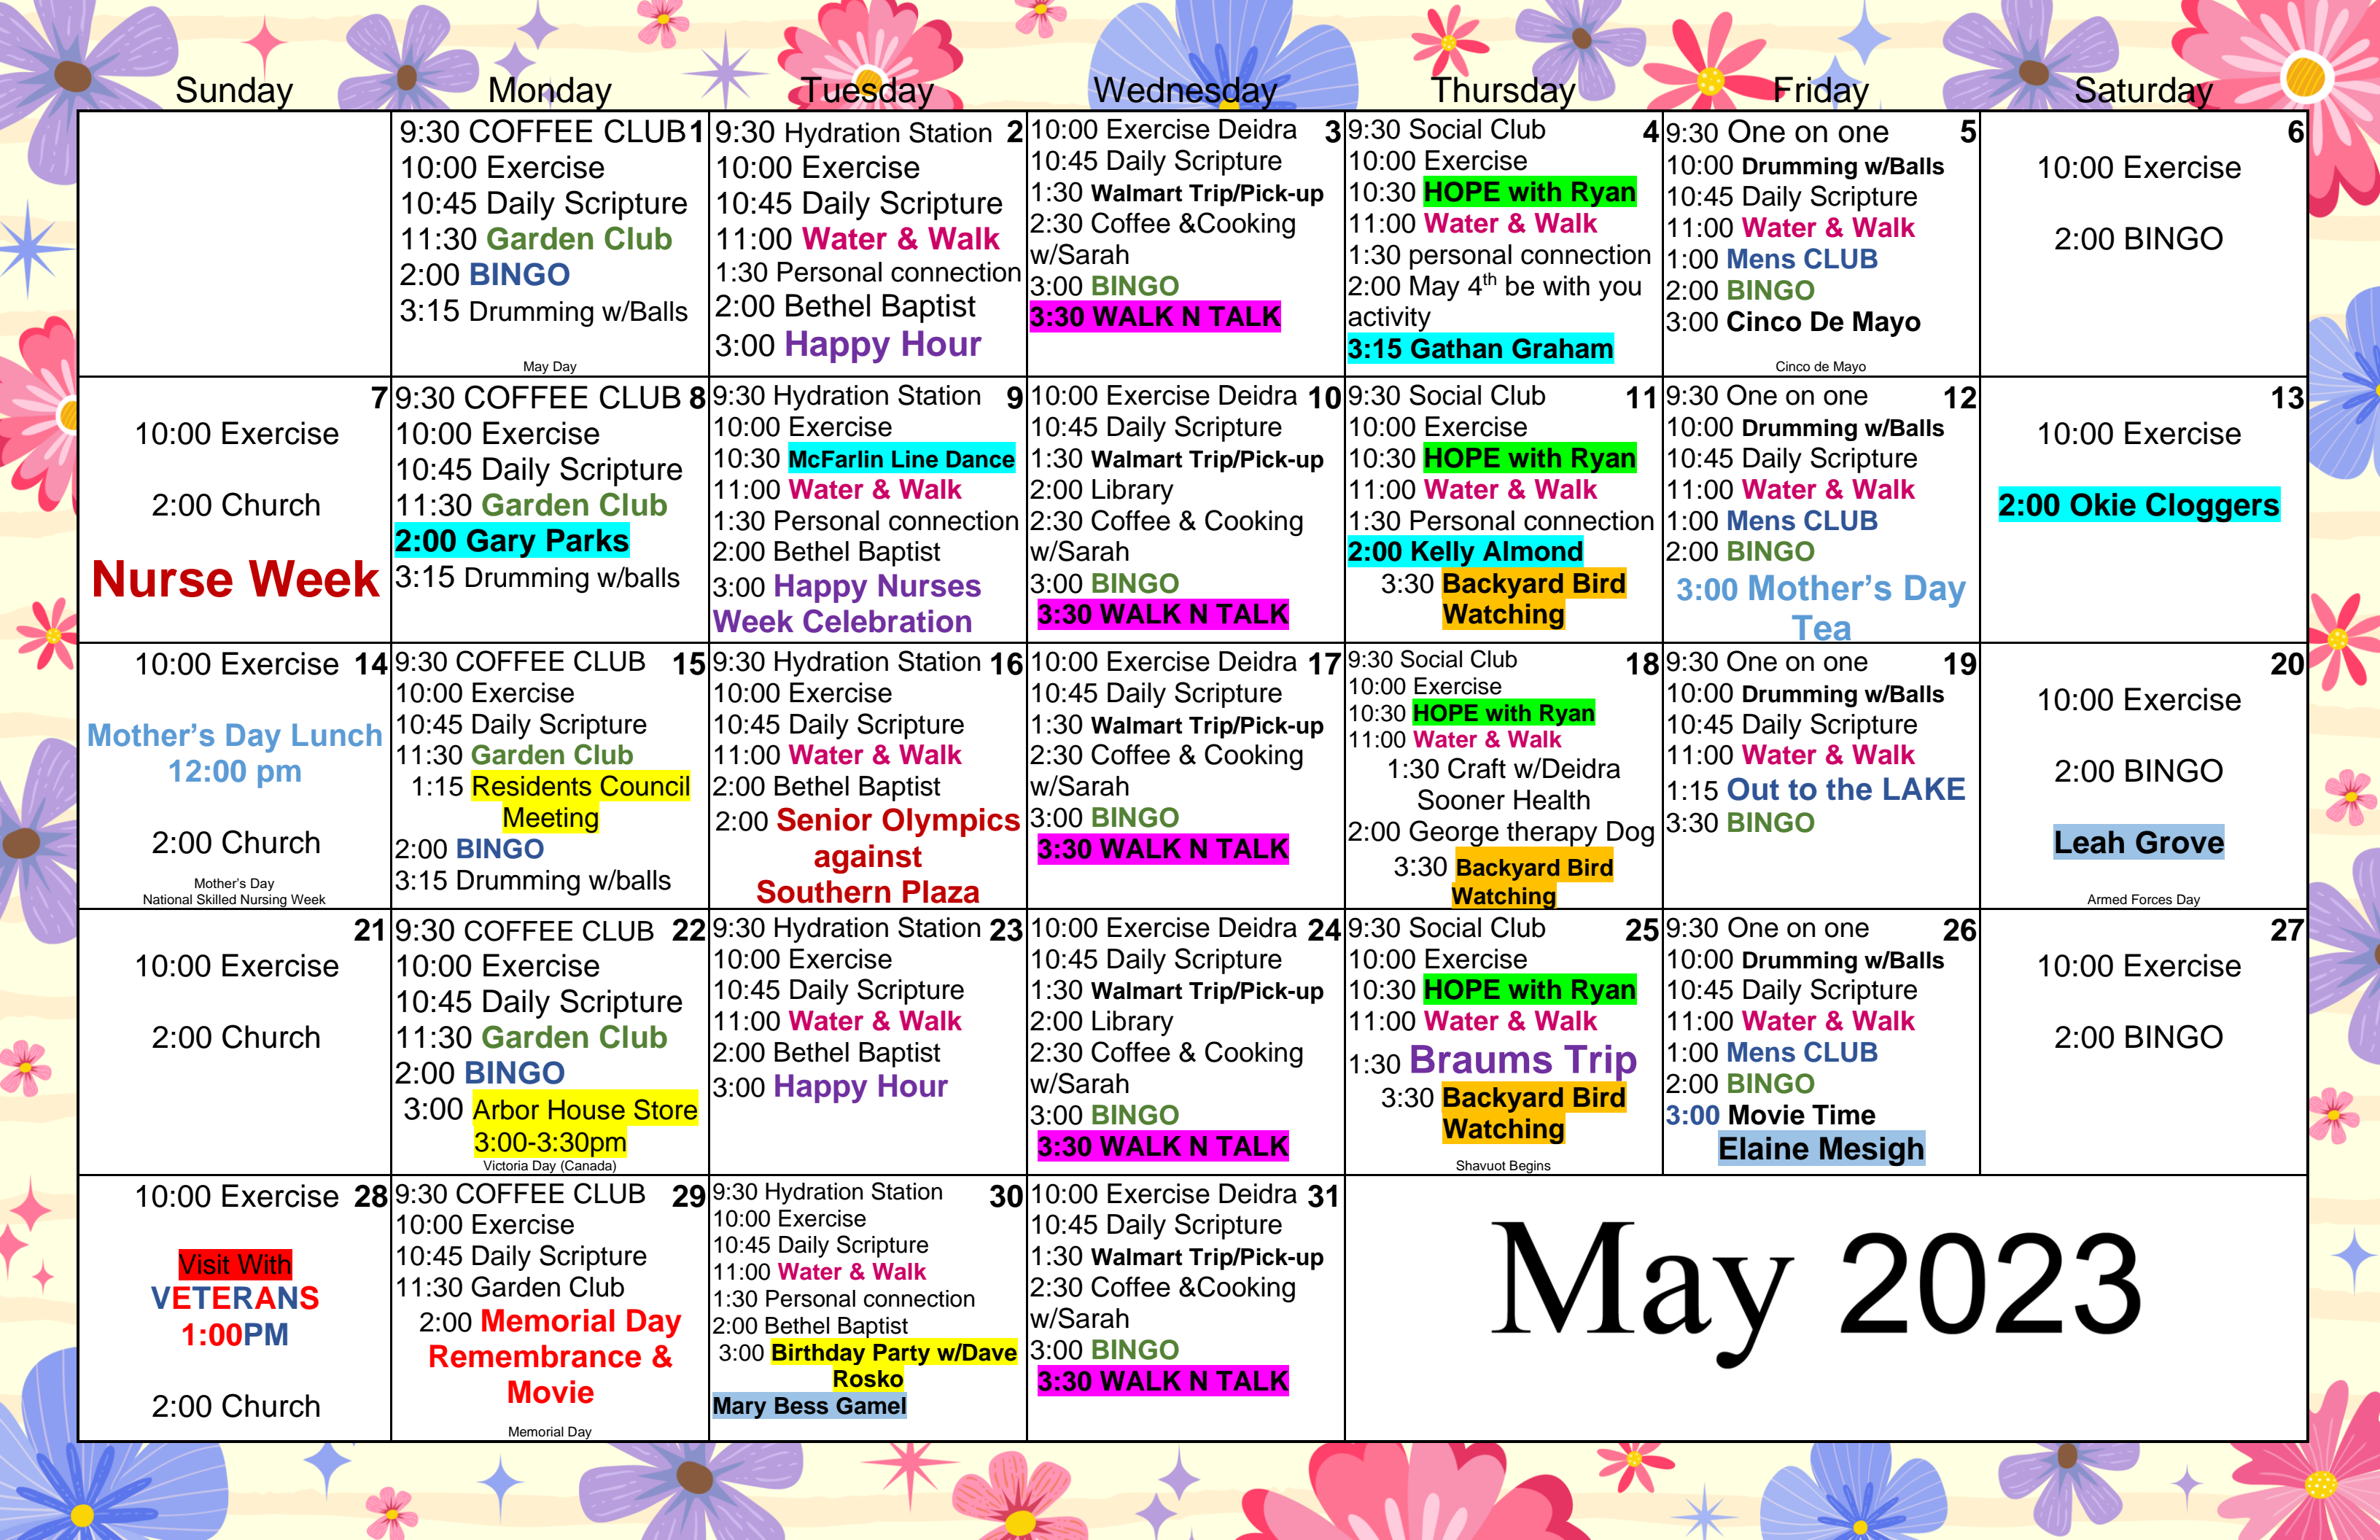 Sunday Monday Tuesday Wednesday Thursday Friday Saturday
9:30 COFFEE CLUB 1
10:00 Exercise
10:45 Daily Scripture
11:30 Garden Club
2:00 BINGO
3:15 Drumming w/Balls
May Day
9:30 Hydration Station 2
10:00 Exercise
10:45 Daily Scripture
11:00 Water & Walk
1:30 Personal connection
2:00 Bethel Baptist
3:00 Happy Hour
10:00 Exercise Deidra 3
10:45 Daily Scripture
1:30 Walmart Trip/Pick-up
2:30 Coffee &Cooking
w/Sarah
3:00 BINGO
3:30 WALK N TALK
9:30 Social Club 4
10:00 Exercise
10:30 HOPE with Ryan
11:00 Water & Walk
1:30 personal connection
2:00 May 4th be with you
activity
3:15 Gathan Graham
9:30 One on one 5
10:00 Drumming w/Balls
10:45 Daily Scripture
11:00 Water & Walk
1:00 Mens CLUB
2:00 BINGO
3:00 Cinco De Mayo
Cinco de Mayo
6
10:00 Exercise
2:00 BINGO
7
10:00 Exercise
2:00 Church
Nurse Week
9:30 COFFEE CLUB 8
10:00 Exercise
10:45 Daily Scripture
11:30 Garden Club
2:00 Gary Parks
3:15 Drumming w/balls
9:30 Hydration Station 9
10:00 Exercise
10:30 McFarlin Line Dance
11:00 Water & Walk
1:30 Personal connection
2:00 Bethel Baptist
3:00 Happy Nurses
Week Celebration
10:00 Exercise Deidra 10
10:45 Daily Scripture
1:30 Walmart Trip/Pick-up
2:00 Library
2:30 Coffee & Cooking
w/Sarah
3:00 BINGO
3:30 WALK N TALK
9:30 Social Club 11
10:00 Exercise
10:30 HOPE with Ryan
11:00 Water & Walk
1:30 Personal connection
2:00 Kelly Almond
3:30 Backyard Bird
Watching
9:30 One on one 12
10:00 Drumming w/Balls
10:45 Daily Scripture
11:00 Water & Walk
1:00 Mens CLUB
2:00 BINGO
3:00 Mother's Day
Tea
13
10:00 Exercise
2:00 Okie Cloggers
10:00 Exercise 14
Mother's Day Lunch
12:00 pm
2:00 Church
Mother's Day
National Skilled Nursing Week
9:30 COFFEE CLUB 15
10:00 Exercise
10:45 Daily Scripture
11:30 Garden Club
1:15 Residents Council
Meeting
2:00 BINGO
3:15 Drumming w/balls
9:30 Hydration Station 16
10:00 Exercise
10:45 Daily Scripture
11:00 Water & Walk
2:00 Bethel Baptist
2:00 Senior Olympics
against
Southern Plaza
10:00 Exercise Deidra 17
10:45 Daily Scripture
1:30 Walmart Trip/Pick-up
2:30 Coffee & Cooking
w/Sarah
3:00 BINGO
3:30 WALK N TALK
9:30 Social Club 18
10:00 Exercise
10:30 HOPE with Ryan
11:00 Water & Walk
1:30 Craft w/Deidra
Sooner Health
2:00 George therapy Dog
3:30 Backyard Bird
Watching
9:30 One on one 19
10:00 Drumming w/Balls
10:45 Daily Scripture
11:00 Water & Walk
1:15 Out to the LAKE
3:30 BINGO
20
10:00 Exercise
2:00 BINGO
Leah Grove
Armed Forces Day
21
10:00 Exercise
2:00 Church
9:30 COFFEE CLUB 22
10:00 Exercise
10:45 Daily Scripture
11:30 Garden Club
2:00 BINGO
3:00 Arbor House Store
3:00-3:30pm
Victoria Day (Canada)
9:30 Hydration Station 23
10:00 Exercise
10:45 Daily Scripture
11:00 Water & Walk
2:00 Bethel Baptist
3:00 Happy Hour
10:00 Exercise Deidra 24
10:45 Daily Scripture
1:30 Walmart Trip/Pick-up
2:00 Library
2:30 Coffee & Cooking
w/Sarah
3:00 BINGO
3:30 WALK N TALK
9:30 Social Club 25
10:00 Exercise
10:30 HOPE with Ryan
11:00 Water & Walk
1:30 Braums Trip
3:30 Backyard Bird
Watching
Shavuot Begins
9:30 One on one 26
10:00 Drumming w/Balls
10:45 Daily Scripture
11:00 Water & Walk
1:00 Mens CLUB
2:00 BINGO
3:00 Movie Time
Elaine Mesigh
27
10:00 Exercise
2:00 BINGO
10:00 Exercise 28
Visit With
VETERANS
1:00PM
2:00 Church
9:30 COFFEE CLUB 29
10:00 Exercise
10:45 Daily Scripture
11:30 Garden Club
2:00 Memorial Day
Remembrance &
Movie
Memorial Day
9:30 Hydration Station 30
10:00 Exercise
10:45 Daily Scripture
11:00 Water & Walk
1:30 Personal connection
2:00 Bethel Baptist
3:00 Birthday Party w/Dave
Rosko
Mary Bess Gamel
10:00 Exercise Deidra 31
10:45 Daily Scripture
1:30 Walmart Trip/Pick-up
2:30 Coffee &Cooking
w/Sarah
3:00 BINGO
3:30 WALK N TALK
May 2023